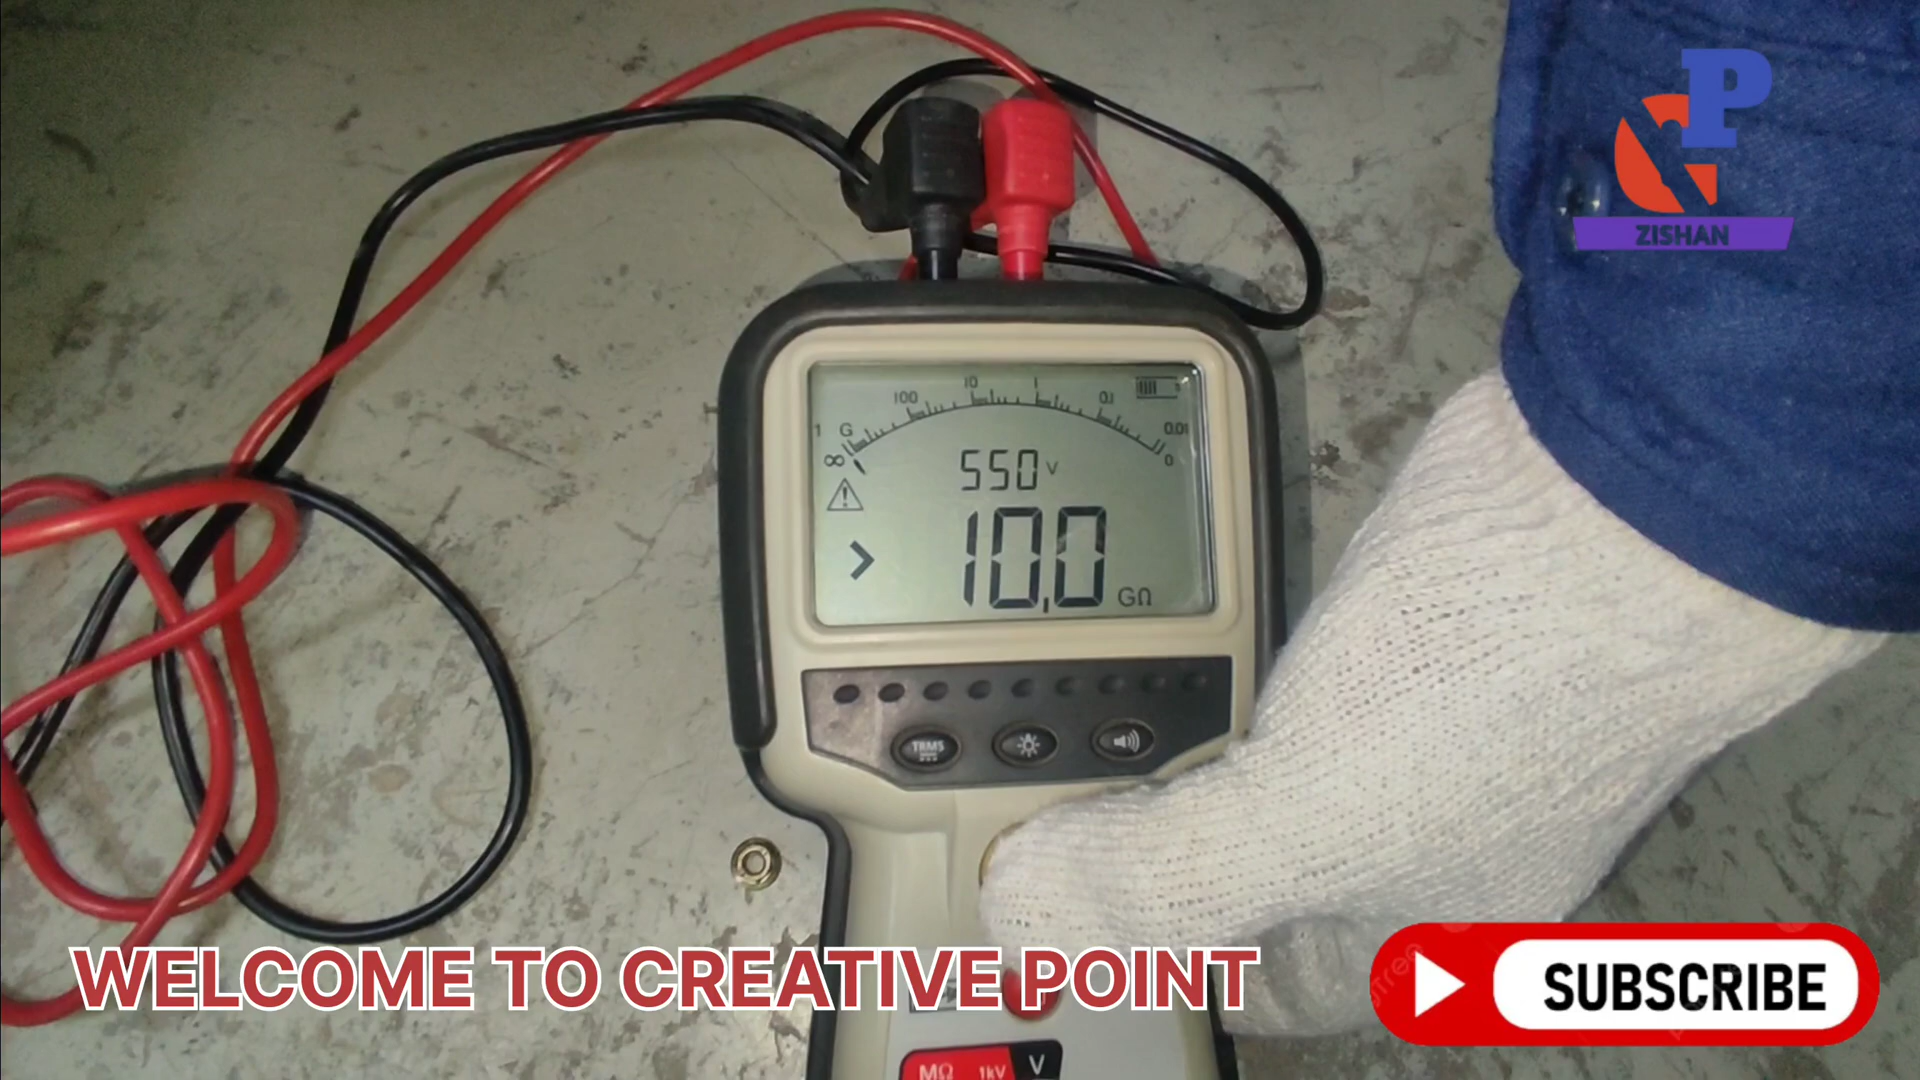 CP
ZISHAN
10
1
100
0.1
1 G
0.01
∞
0
550 V
> 10,0 GΩ
TRMS
WELCOME TO CREATIVE POINT
SUBSCRIBE
MΩ 1kV V